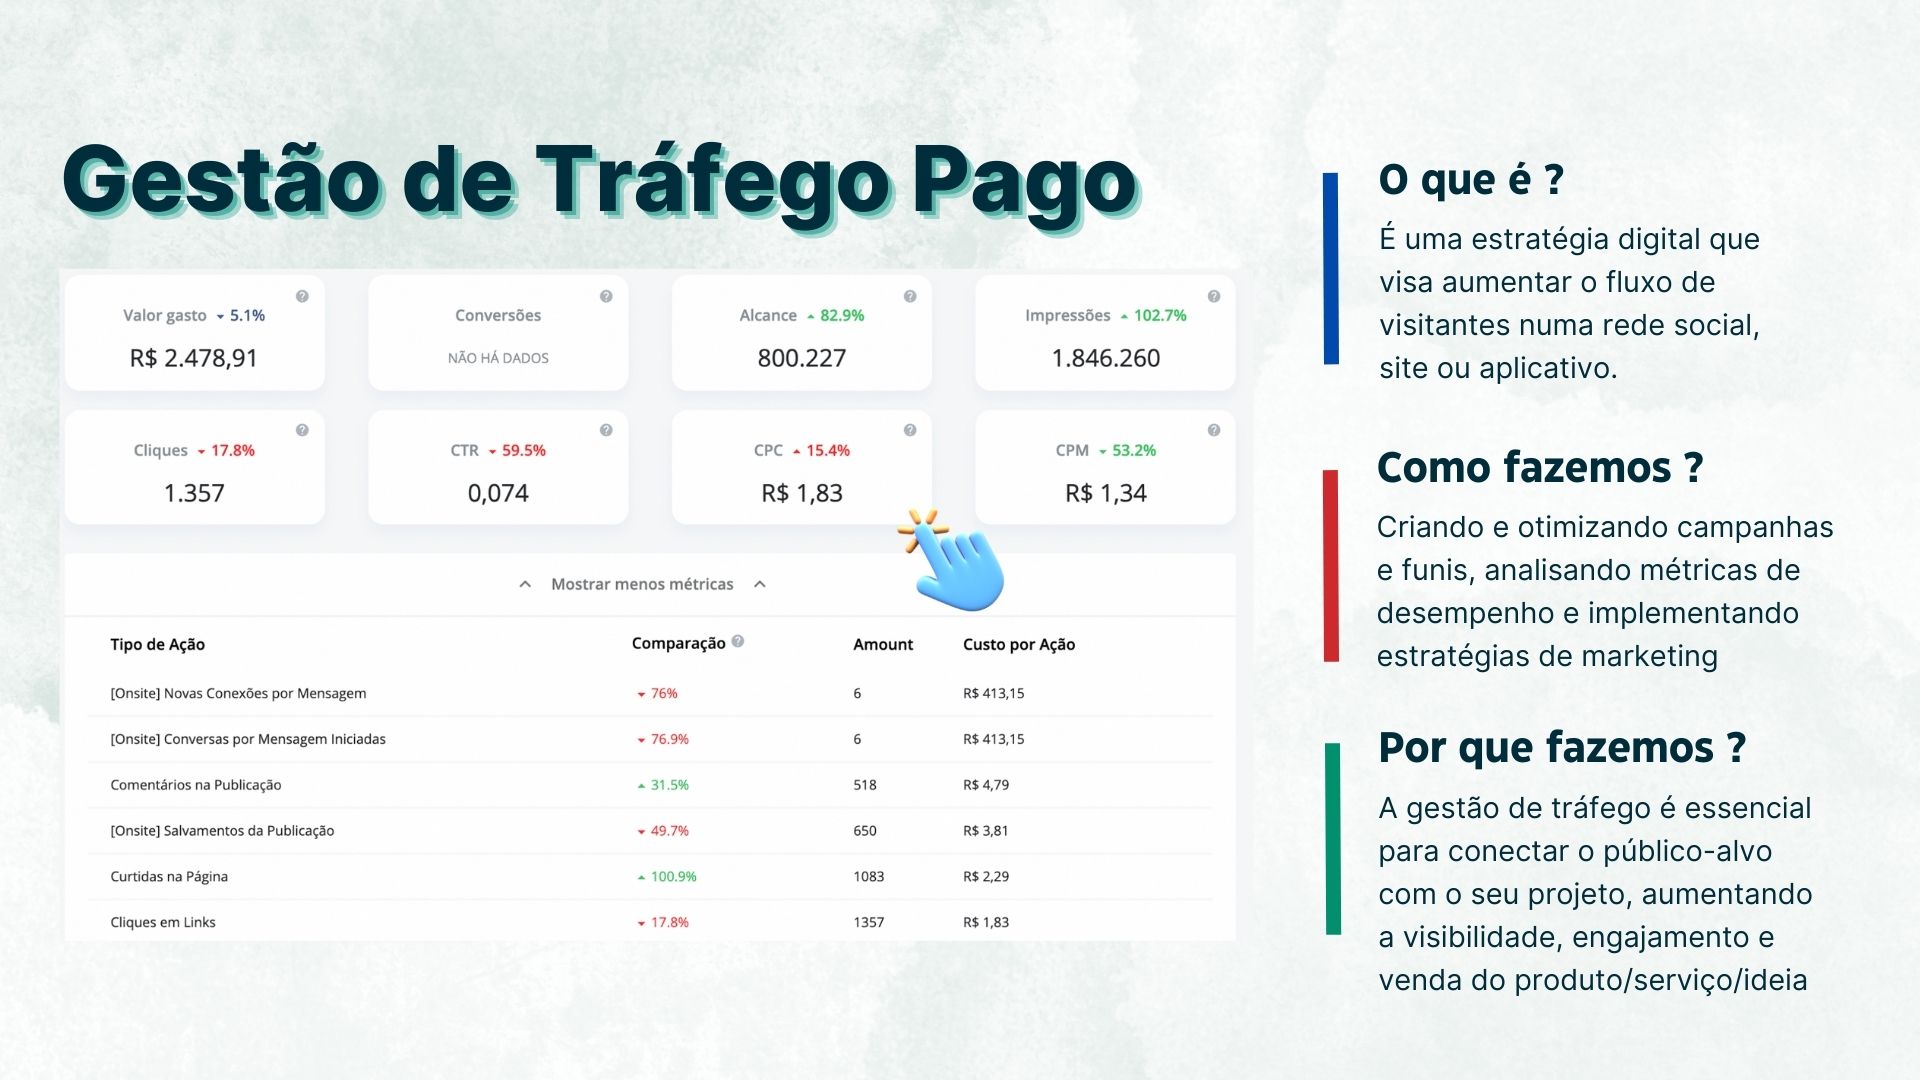 Gestão de Tráfego Pago
Valor gasto 5.1%
R$ 2.478,91
Conversões
NÃO HÁ DADOS
Alcance 82.9%
800.227
Impressões 102.7%
1.846.260
Cliques 17.8%
1.357
CTR 59.5%
0,074
CPC 15.4%
R$ 1,83
CPM 53.2%
R$ 1,34
Mostrar menos métricas
Tipo de Ação Comparação Amount Custo por Ação
[Onsite] Novas Conexões por Mensagem 76% 6 R$ 413,15
[Onsite] Conversas por Mensagem Iniciadas 76.9% 6 R$ 413,15
Comentários na Publicação 31.5% 518 R$ 4,79
[Onsite] Salvamentos da Publicação 49.7% 650 R$ 3,81
Curtidas na Página 100.9% 1083 R$ 2,29
Cliques em Links 17.8% 1357 R$ 1,83
O que é ?
É uma estratégia digital que
visa aumentar o fluxo de
visitantes numa rede social,
site ou aplicativo.
Como fazemos ?
Criando e otimizando campanhas
e funis, analisando métricas de
desempenho e implementando
estratégias de marketing
Por que fazemos ?
A gestão de tráfego é essencial
para conectar o público-alvo
com o seu projeto, aumentando
a visibilidade, engajamento e
venda do produto/serviço/ideia